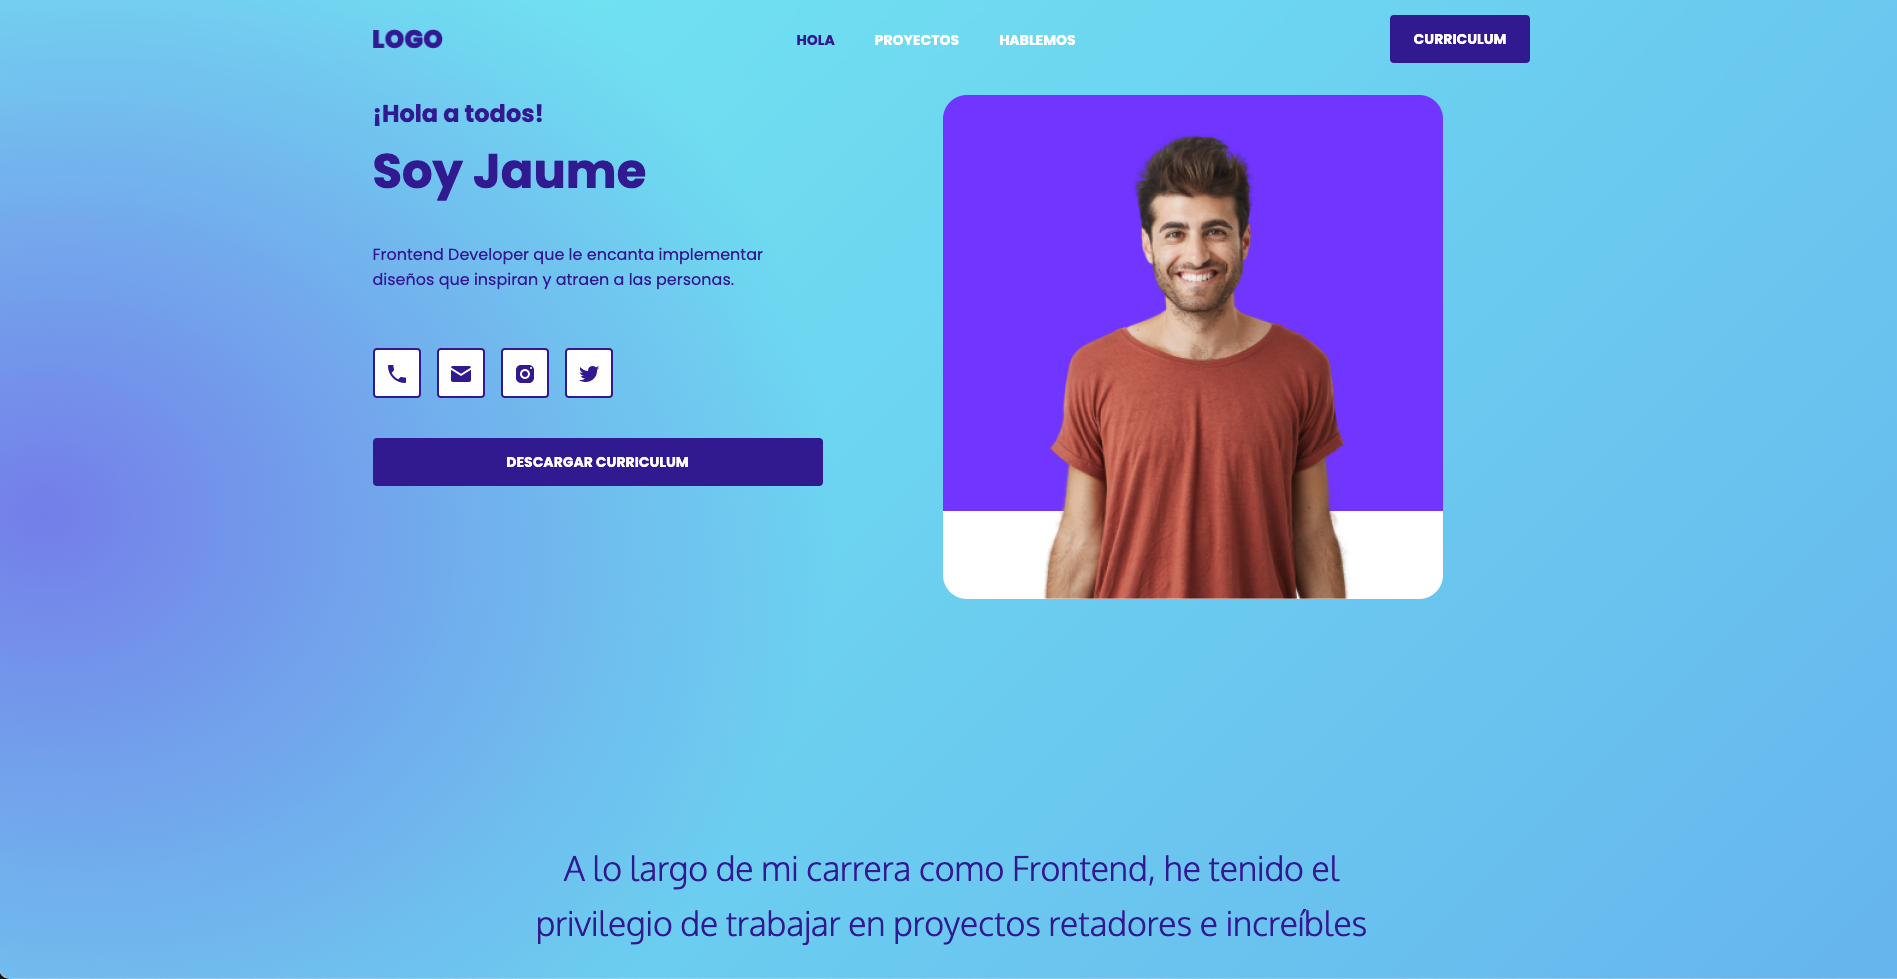 LOGO
HOLA PROYECTOS HABLEMOS
CURRICULUM
¡Hola a todos!
Soy Jaume
Frontend Developer que le encanta implementar
diseños que inspiran y atraen a las personas.
DESCARGAR CURRICULUM
A lo largo de mi carrera como Frontend, he tenido el
privilegio de trabajar en proyectos retadores e increíbles